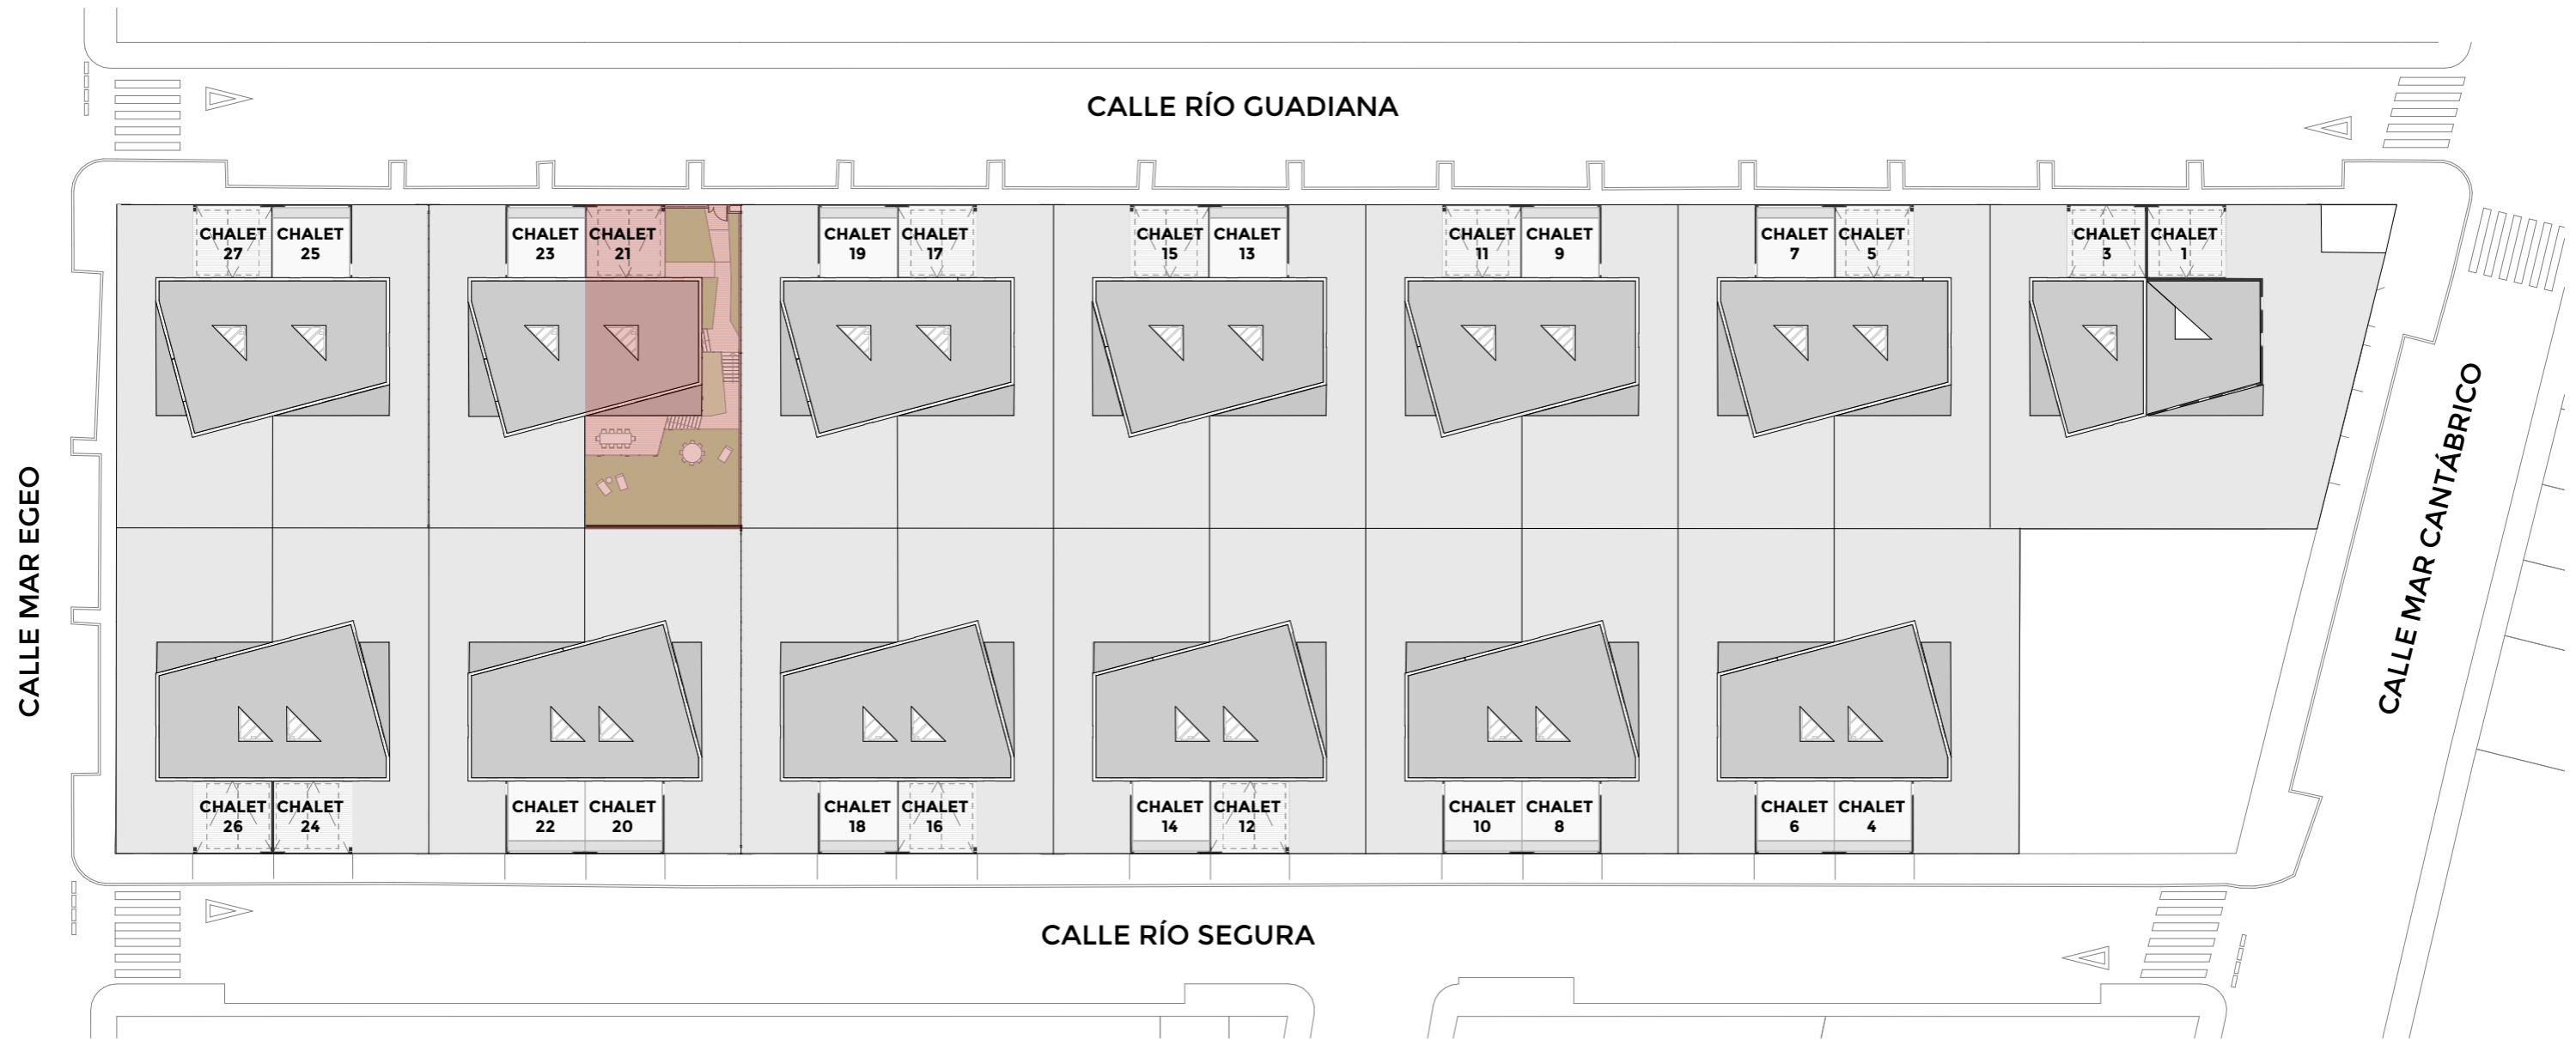 CALLE RÍO GUADIANA
CHALET
27
CHALET
25
CHALET
23
CHALET
21
CHALET
19
CHALET
17
CHALET
15
CHALET
13
CHALET
11
CHALET
9
CHALET
7
CHALET
5
CHALET
3
CHALET
1
CALLE MAR EGEO
CALLE MAR CANTÁBRICO
CHALET
26
CHALET
24
CHALET
22
CHALET
20
CHALET
18
CHALET
16
CHALET
14
CHALET
12
CHALET
10
CHALET
8
CHALET
6
CHALET
4
CALLE RÍO SEGURA